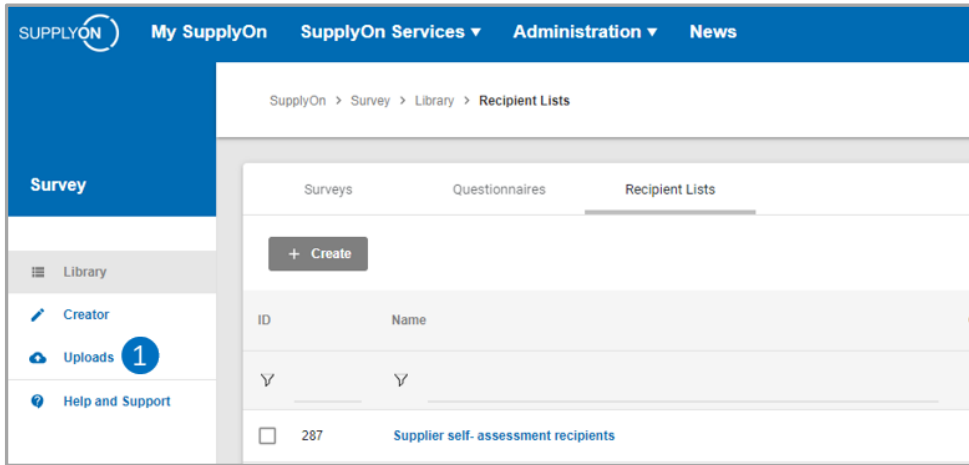 SUPPLYON My SupplyOn SupplyOn Services ▾ Administration ▾ News
SupplyOn > Survey > Library > Recipient Lists
Survey
Surveys Questionnaires Recipient Lists
+ Create
Library
Creator
ID Name
Uploads 1
Help and Support
287 Supplier self- assessment recipients